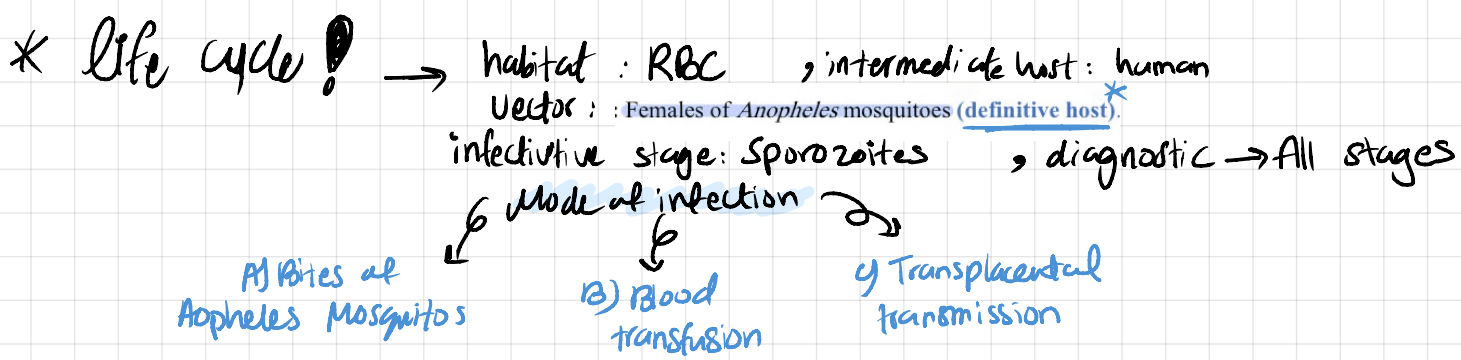 * life cycle! → habitat : RBC , intermediate host : human
vector : : Females of Anopheles mosquitoes (definitive host)*.
infectivtive stage: Sporozoites , diagnostic → All stages
Mode of infection
A) Bites of
Aopheles Mosquitos
B) Blood
transfusion
c) Transplacental
transmission